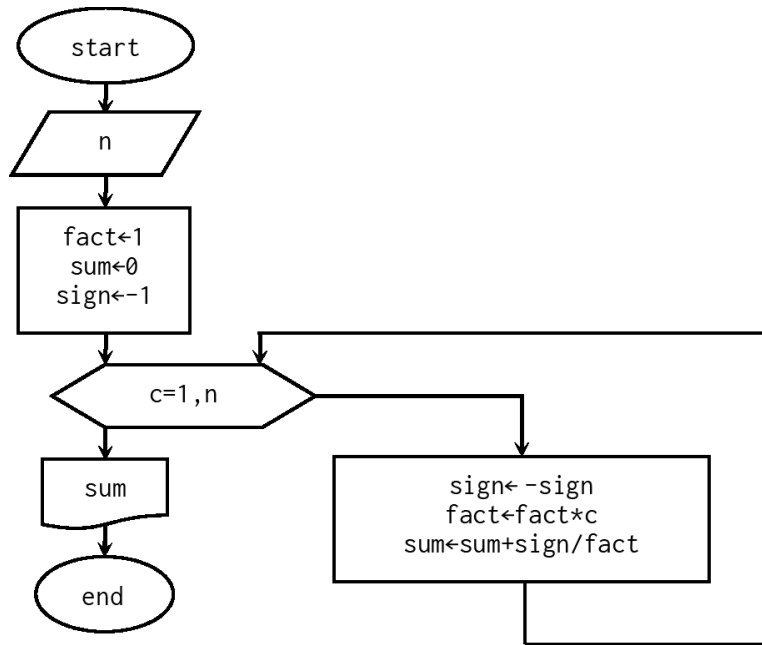 start
n
fact←1
sum←0
sign←-1
c=1,n
sum
end
sign← -sign
fact←fact*c
sum←sum+sign/fact